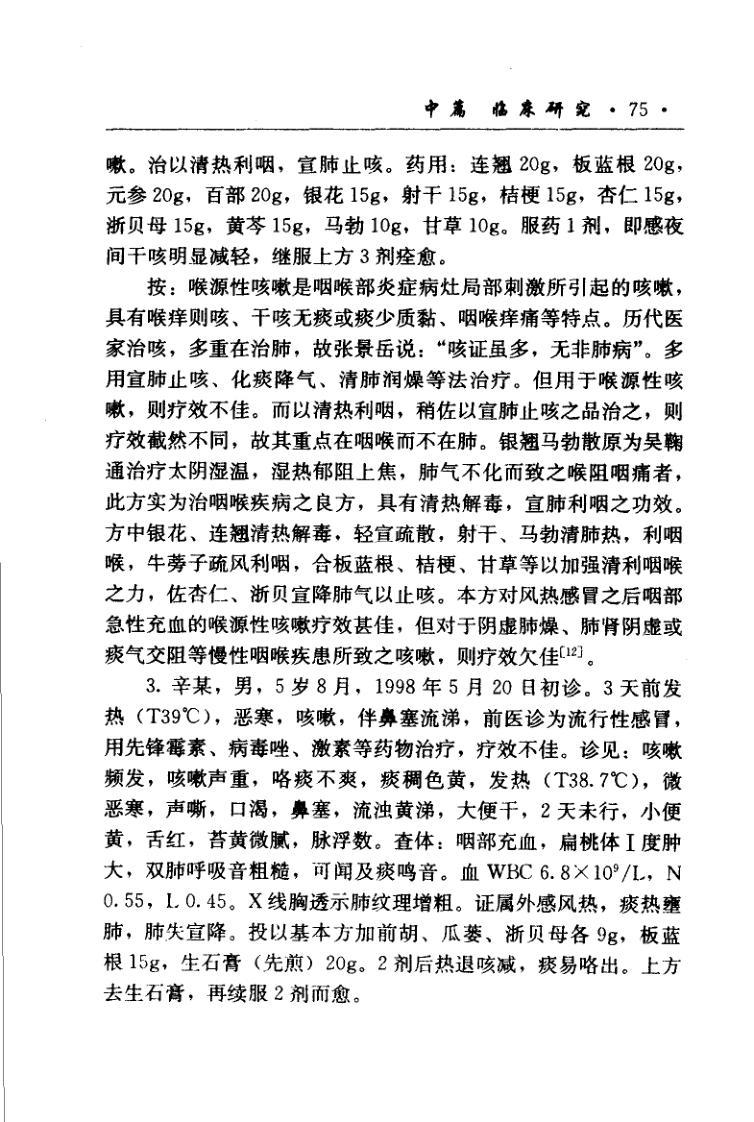 中篇 临床研究 · 75 ·
嗽。治以清热利咽，宣肺止咳。药用：连翘 20g，板蓝根 20g，
元参 20g，百部 20g，银花 15g，射干 15g，桔梗 15g，杏仁 15g，
浙贝母 15g，黄芩 15g，马勃 10g，甘草 10g。服药 1 剂，即感夜
间干咳明显减轻，继服上方 3 剂痊愈。
按：喉源性咳嗽是咽喉部炎症病灶局部刺激所引起的咳嗽，
具有喉痒则咳、干咳无痰或痰少质黏、咽喉痒痛等特点。历代医
家治咳，多重在治肺，故张景岳说：“咳证虽多，无非肺病”。多
用宣肺止咳、化痰降气、清肺润燥等法治疗。但用于喉源性咳
嗽，则疗效不佳。而以清热利咽，稍佐以宣肺止咳之品治之，则
疗效截然不同，故其重点在咽喉而不在肺。银翘马勃散原为吴鞠
通治疗太阴湿温，湿热郁阻上焦，肺气不化而致之喉阻咽痛者，
此方实为治咽喉疾病之良方，具有清热解毒，宣肺利咽之功效。
方中银花、连翘清热解毒，轻宣疏散，射干、马勃清肺热，利咽
喉，牛蒡子疏风利咽，合板蓝根、桔梗、甘草等以加强清利咽喉
之力，佐杏仁、浙贝宣降肺气以止咳。本方对风热感冒之后咽部
急性充血的喉源性咳嗽疗效甚佳，但对于阴虚肺燥、肺肾阴虚或
痰气交阻等慢性咽喉疾患所致之咳嗽，则疗效欠佳[12]。
3. 辛某，男，5 岁 8 月，1998 年 5 月 20 日初诊。3 天前发
热（T39℃），恶寒，咳嗽，伴鼻塞流涕，前医诊为流行性感冒，
用先锋霉素、病毒唑、激素等药物治疗，疗效不佳。诊见：咳嗽
频发，咳嗽声重，咯痰不爽，痰稠色黄，发热（T38.7℃），微
恶寒，声嘶，口渴，鼻塞，流浊黄涕，大便干，2 天未行，小便
黄，舌红，苔黄微腻，脉浮数。查体：咽部充血，扁桃体Ⅰ度肿
大，双肺呼吸音粗糙，可闻及痰鸣音。血 WBC 6.8×10⁹/L，N
0.55，L 0.45。X 线胸透示肺纹理增粗。证属外感风热，痰热壅
肺，肺失宣降。投以基本方加前胡、瓜蒌、浙贝母各 9g，板蓝
根 15g，生石膏（先煎）20g。2 剂后热退咳减，痰易咯出。上方
去生石膏，再续服 2 剂而愈。